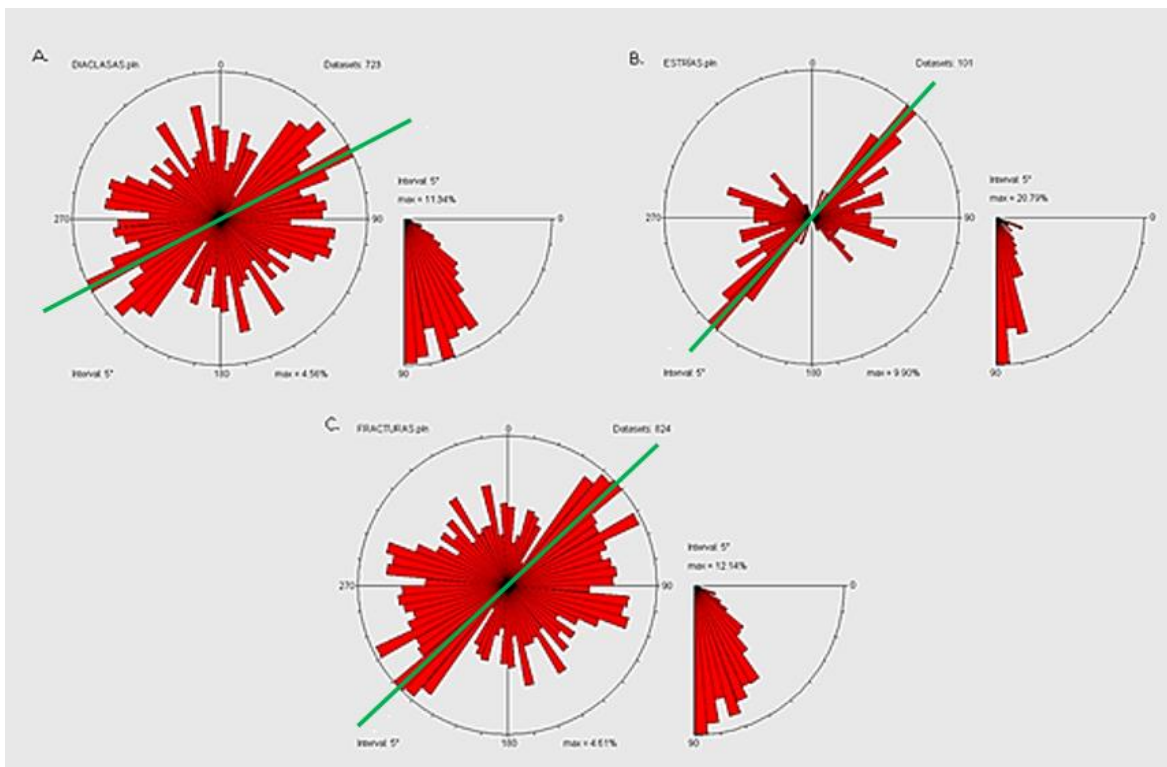 A.
DIACLASAS.pln
0
Datasets: 723
270
90
Interval: 5°
max = 11.34%
0
90
Interval: 5°
180
max = 4.56%
B.
ESTRÍAS.pln
0
Datasets: 101
270
90
Interval: 5°
max = 20.79%
0
90
Interval: 5°
180
max = 9.90%
C.
FRACTURAS.pln
0
Datasets: 824
270
90
Interval: 5°
max = 12.14%
0
90
Interval: 5°
180
max = 4.61%